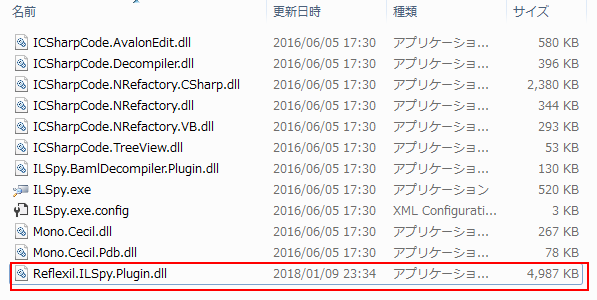 名前 更新日時 種類 サイズ
ICSharpCode.AvalonEdit.dll 2016/06/05 17:30 アプリケーショ... 580 KB
ICSharpCode.Decompiler.dll 2016/06/05 17:30 アプリケーショ... 396 KB
ICSharpCode.NRefactory.CSharp.dll 2016/06/05 17:30 アプリケーショ... 2,380 KB
ICSharpCode.NRefactory.dll 2016/06/05 17:30 アプリケーショ... 344 KB
ICSharpCode.NRefactory.VB.dll 2016/06/05 17:30 アプリケーショ... 293 KB
ICSharpCode.TreeView.dll 2016/06/05 17:30 アプリケーショ... 53 KB
ILSpy.BamlDecompiler.Plugin.dll 2016/06/05 17:30 アプリケーショ... 130 KB
ILSpy.exe 2016/06/05 17:30 アプリケーション 520 KB
ILSpy.exe.config 2016/06/05 17:30 XML Configurati... 3 KB
Mono.Cecil.dll 2016/06/05 17:30 アプリケーショ... 267 KB
Mono.Cecil.Pdb.dll 2016/06/05 17:30 アプリケーショ... 78 KB
Reflexil.ILSpy.Plugin.dll 2018/01/09 23:34 アプリケーショ... 4,987 KB